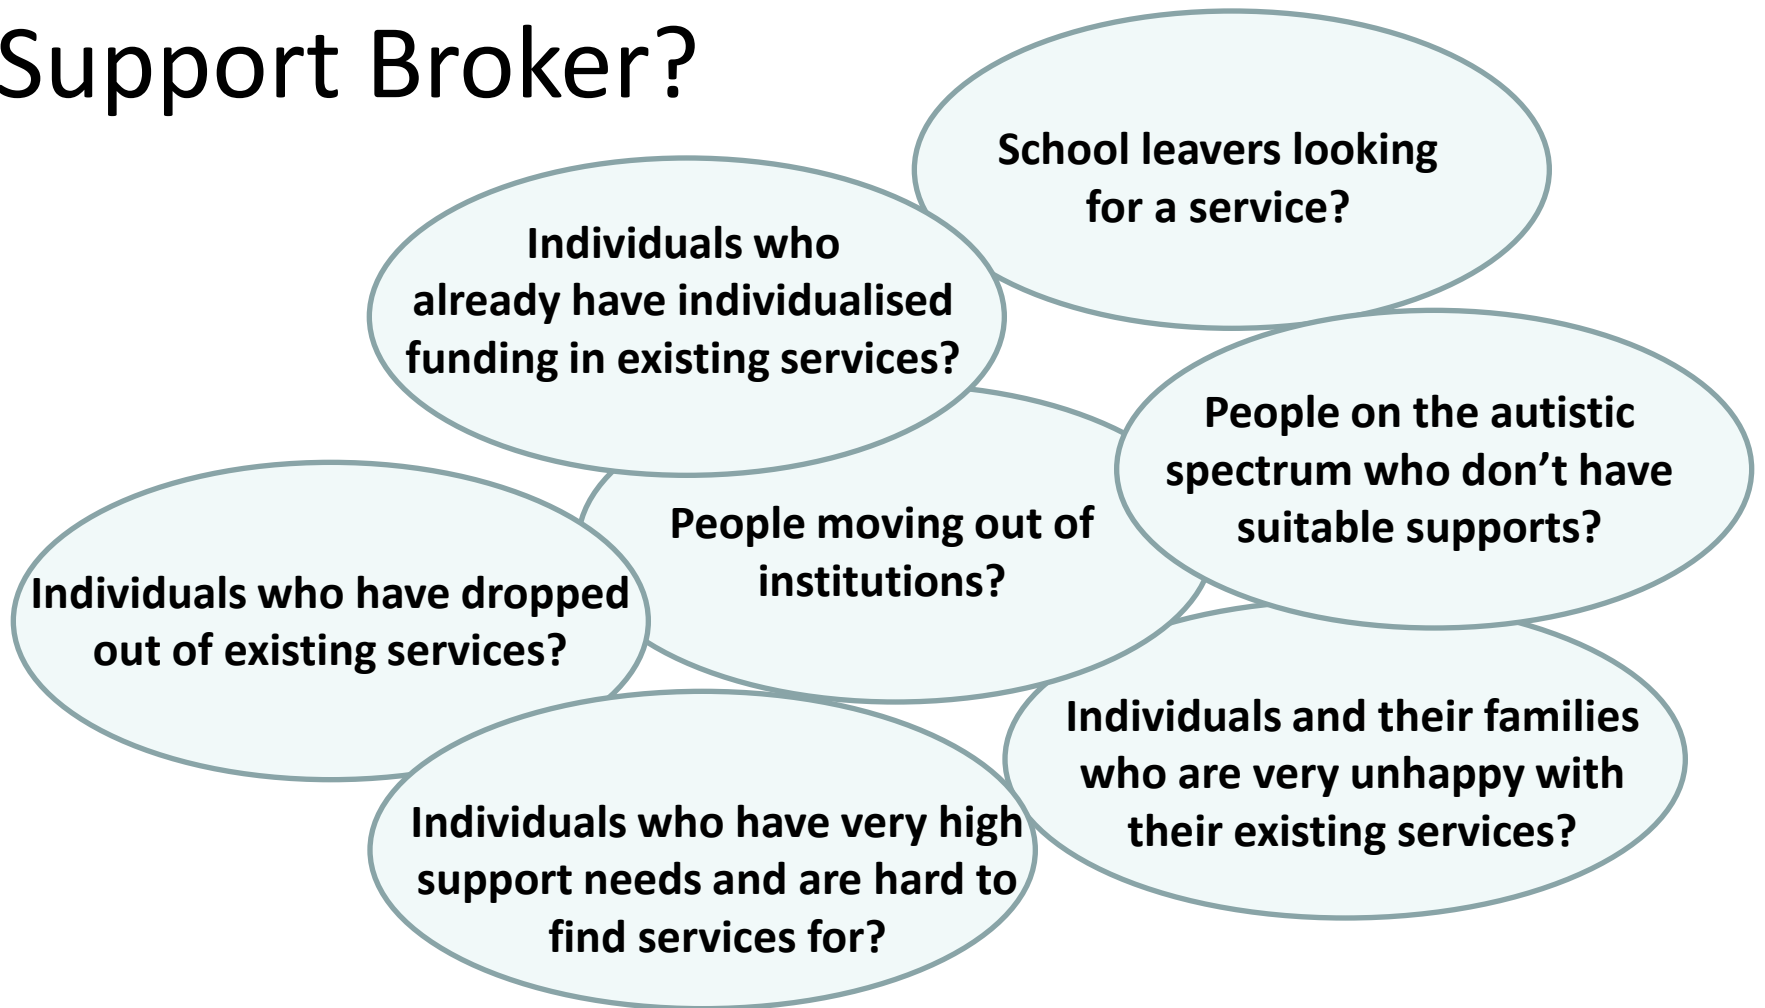 Support Broker?
School leavers looking
for a service?
Individuals who
already have individualised
funding in existing services?
People on the autistic
spectrum who don’t have
suitable supports?
People moving out of
institutions?
Individuals who have dropped
out of existing services?
Individuals and their families
who are very unhappy with
their existing services?
Individuals who have very high
support needs and are hard to
find services for?